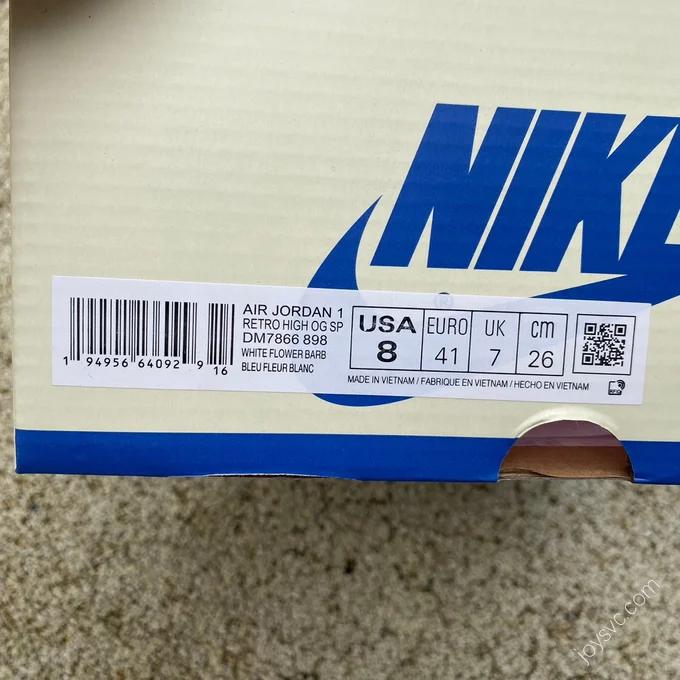 NIKE
®
AIR JORDAN 1
RETRO HIGH OG SP
DM7866 898
WHITE FLOWER BARB
BLEU FLEUR BLANC
1 94956 64092 9 16
USA
8
EURO
41
UK
7
cm
26
MADE IN VIETNAM / FABRIQUE EN VIETNAM / HECHO EN VIETNAM
joysvc.com